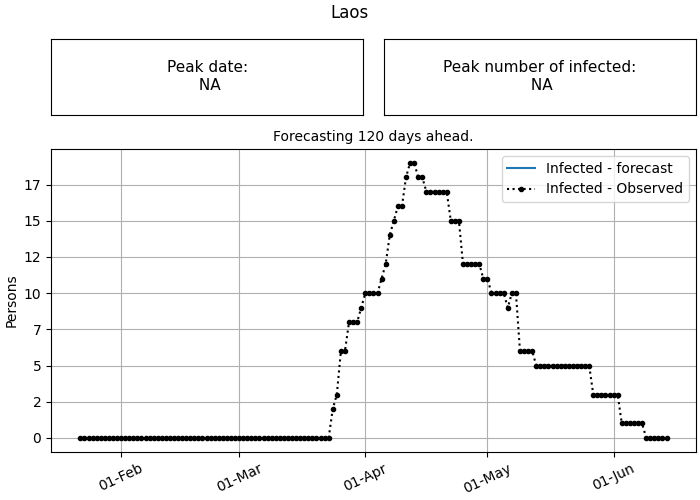 Laos
Peak date:
NA
Peak number of infected:
NA
Forecasting 120 days ahead.
Infected - forecast
Infected - Observed
Persons
17
15
12
10
7
5
2
0
01-Feb
01-Mar
01-Apr
01-May
01-Jun